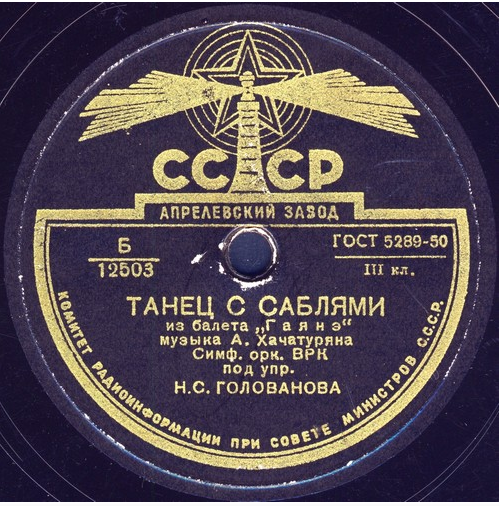 СССР
АПРЕЛЕВСКИЙ ЗАВОД
Б
12503
ГОСТ 5289-50
III кл.
ТАНЕЦ С САБЛЯМИ
из балета „Гаянэ“
музыка А. Хачатуряна
Симф. орк. ВРК
под упр.
Н.С. ГОЛОВАНОВА
КОМИТЕТ РАДИОИНФОРМАЦИИ ПРИ СОВЕТЕ МИНИСТРОВ С.С.С.Р.